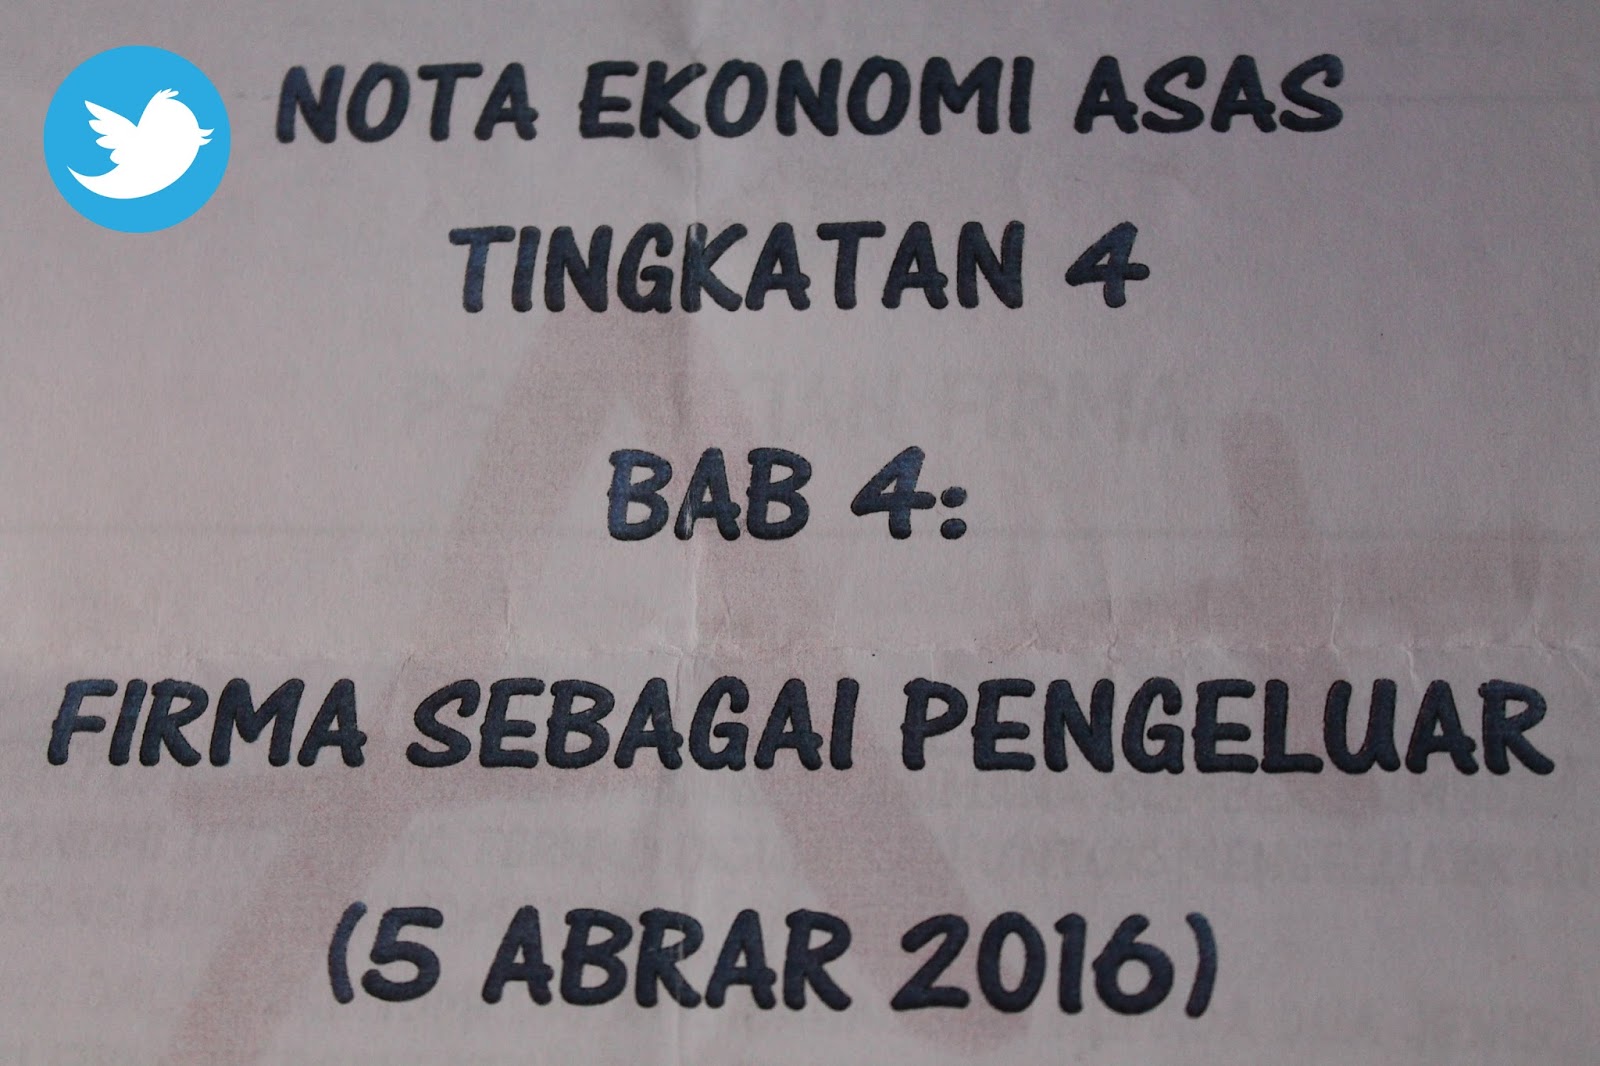 NOTA EKONOMI ASAS
TINGKATAN 4
BAB 4:
FIRMA SEBAGAI PENGELUAR
(5 ABRAR 2016)